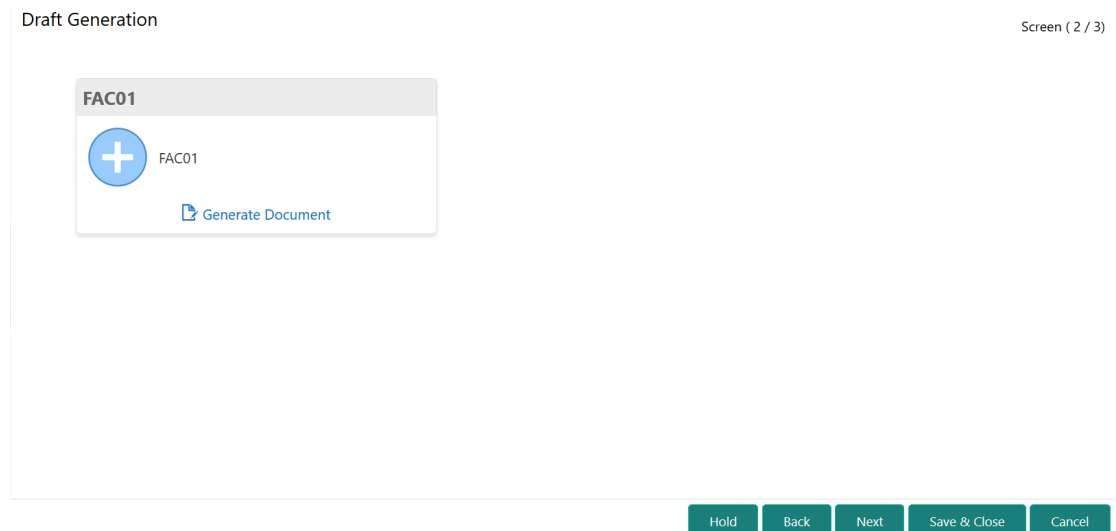 Draft Generation
Screen ( 2 / 3)
FAC01
FAC01
Generate Document
Hold
Back
Next
Save & Close
Cancel